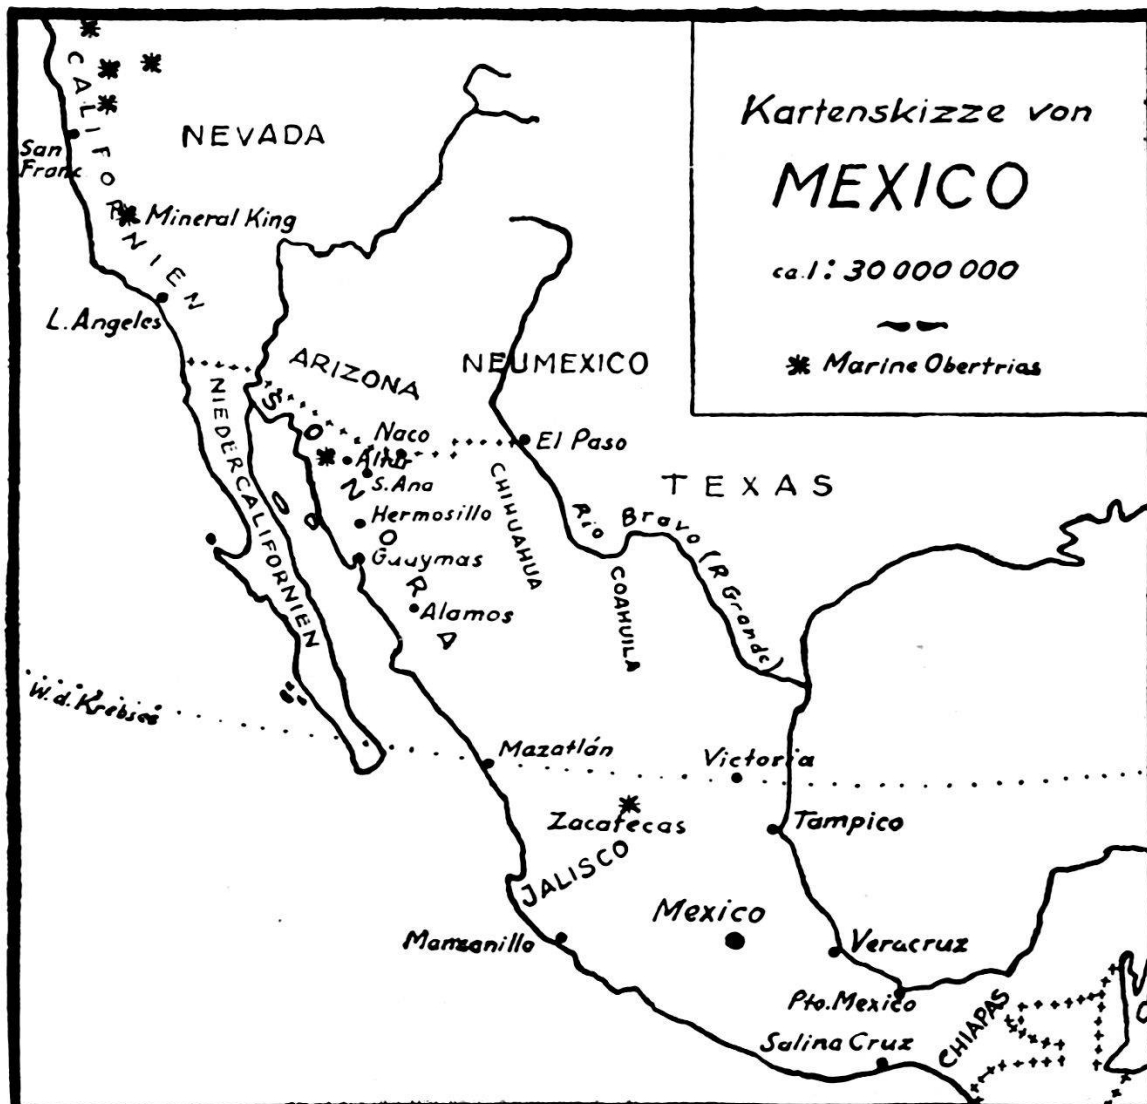 Kartenskizze von
MEXICO
ca.1:30 000 000
Marine Obertrias
CALIFORNIEN
NEVADA
San
Franc.
Mineral King
L. Angeles
ARIZONA
NEUMEXICO
NIEDERCALIFORNIEN
SONORA
Naco
El Paso
Altar
S. Ana
TEXAS
CHIHUAHUA
Hermosillo
Rio Bravo (R Grande)
Guaymas
COAHUILA
Alamos
W. d. Krebses
Mazatlán
Victoria
Zacatecas
Tampico
JALISCO
Mexico
Manzanillo
Veracruz
Pto. Mexico
CHIAPAS
Salina Cruz